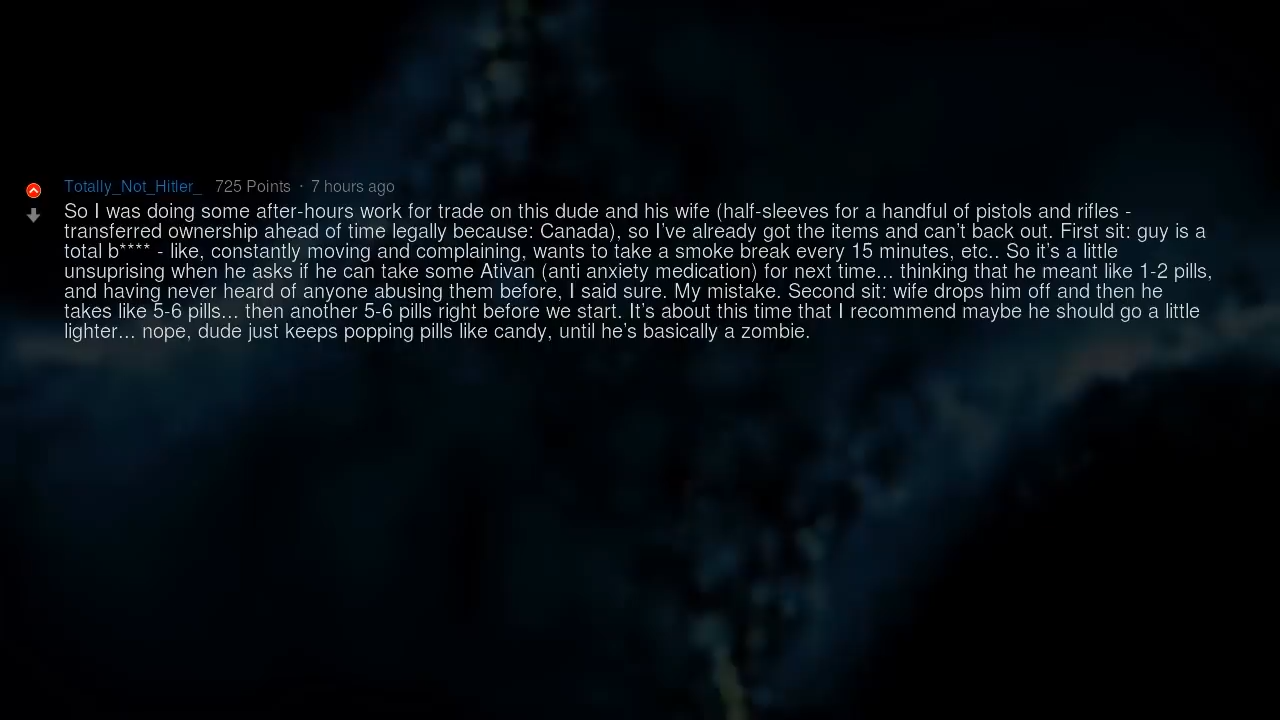 Totally_Not_Hitler_ 725 Points · 7 hours ago
So I was doing some after-hours work for trade on this dude and his wife (half-sleeves for a handful of pistols and rifles -
transferred ownership ahead of time legally because: Canada), so I've already got the items and can't back out. First sit: guy is a
total b**** - like, constantly moving and complaining, wants to take a smoke break every 15 minutes, etc.. So it's a little
unsuprising when he asks if he can take some Ativan (anti anxiety medication) for next time... thinking that he meant like 1-2 pills,
and having never heard of anyone abusing them before, I said sure. My mistake. Second sit: wife drops him off and then he
takes like 5-6 pills... then another 5-6 pills right before we start. It's about this time that I recommend maybe he should go a little
lighter... nope, dude just keeps popping pills like candy, until he's basically a zombie.